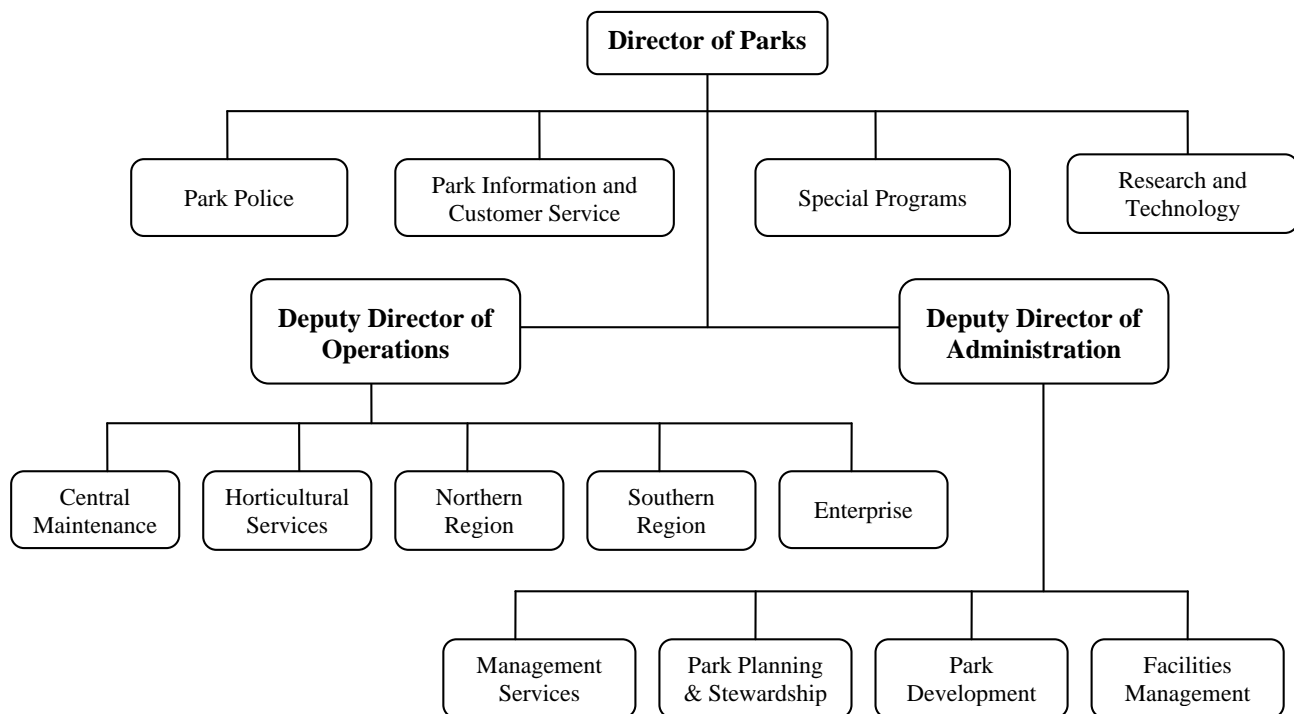 Director of Parks
Park Police
Park Information and
Customer Service
Special Programs
Research and
Technology
Deputy Director of
Operations
Deputy Director of
Administration
Central
Maintenance
Horticultural
Services
Northern
Region
Southern
Region
Enterprise
Management
Services
Park Planning
& Stewardship
Park
Development
Facilities
Management